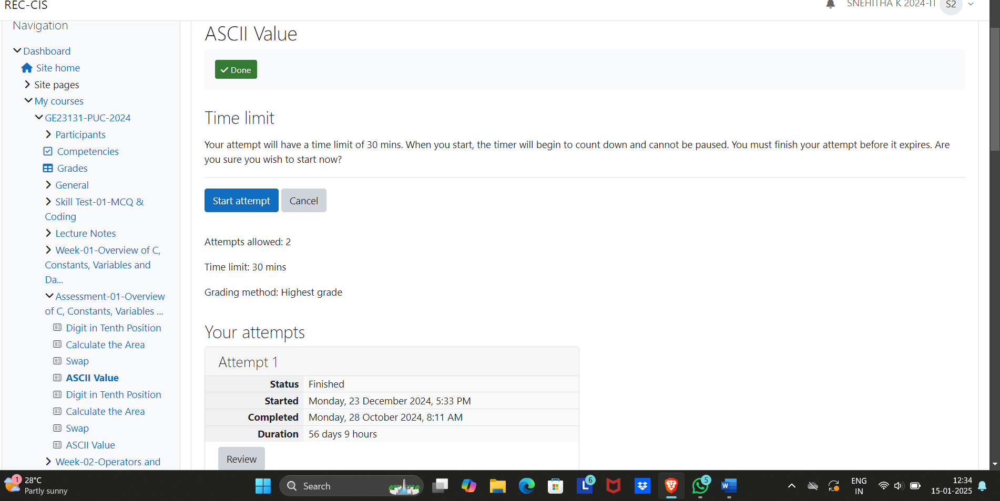 REC-CIS
SNEHITHA K 2024-IT
S2
Navigation
Dashboard
Site home
Site pages
My courses
GE23131-PUC-2024
Participants
Competencies
Grades
General
Skill Test-01-MCQ &
Coding
Lecture Notes
Week-01-Overview of C,
Constants, Variables and
Da...
Assessment-01-Overview
of C, Constants, Variables ...
Digit in Tenth Position
Calculate the Area
Swap
ASCII Value
Digit in Tenth Position
Calculate the Area
Swap
ASCII Value
Week-02-Operators and
ASCII Value
Done
Time limit
Your attempt will have a time limit of 30 mins. When you start, the timer will begin to count down and cannot be paused. You must finish your attempt before it expires. Are
you sure you wish to start now?
Start attempt
Cancel
Attempts allowed: 2
Time limit: 30 mins
Grading method: Highest grade
Your attempts
Attempt 1
Status Finished
Started Monday, 23 December 2024, 5:33 PM
Completed Monday, 28 October 2024, 8:11 AM
Duration 56 days 9 hours
Review
1
28°C
Partly sunny
Search
L
6
5
W
ENG
IN
12:34
15-01-2025